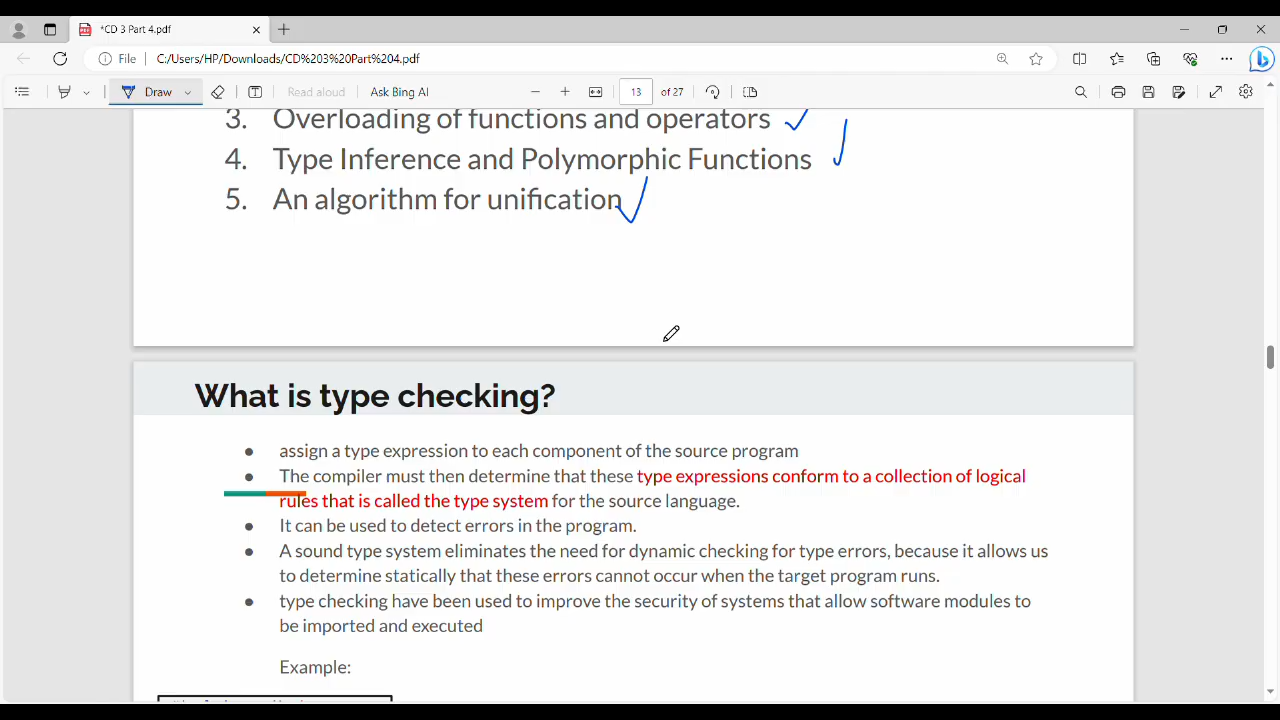 *CD 3 Part 4.pdf
File
C:/Users/HP/Downloads/CD%203%20Part%204.pdf
Draw
Read aloud
Ask Bing AI
13 of 27
3. Overloading of functions and operators
4. Type Inference and Polymorphic Functions
5. An algorithm for unification
What is type checking?
● assign a type expression to each component of the source program
● The compiler must then determine that these type expressions conform to a collection of logical
rules that is called the type system for the source language.
● It can be used to detect errors in the program.
● A sound type system eliminates the need for dynamic checking for type errors, because it allows us
to determine statically that these errors cannot occur when the target program runs.
● type checking have been used to improve the security of systems that allow software modules to
be imported and executed
Example: